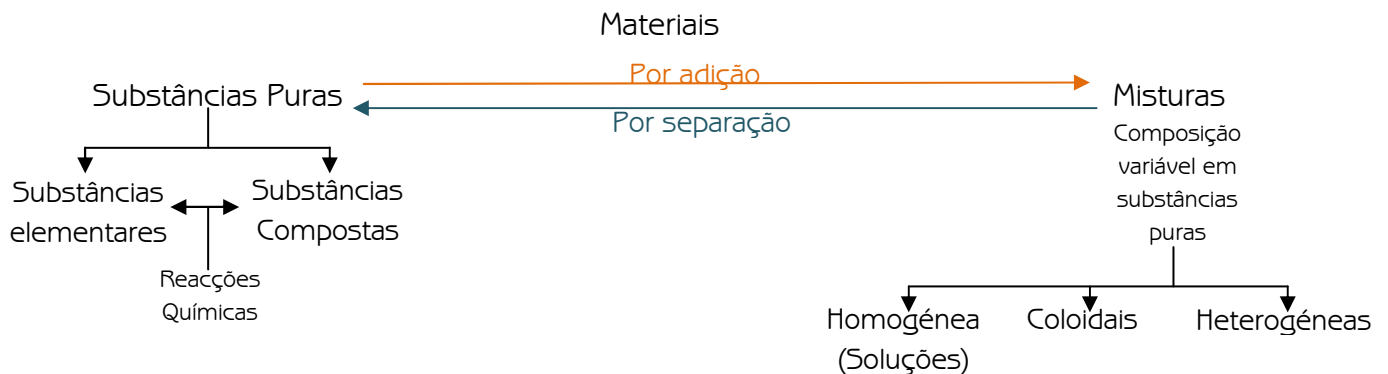 Materiais
Por adição
Substâncias Puras
Misturas
Por separação
Composição
variável em
substâncias
puras
Substâncias
elementares
Substâncias
Compostas
Reacções
Químicas
Homogénea
(Soluções)
Coloidais
Heterogéneas